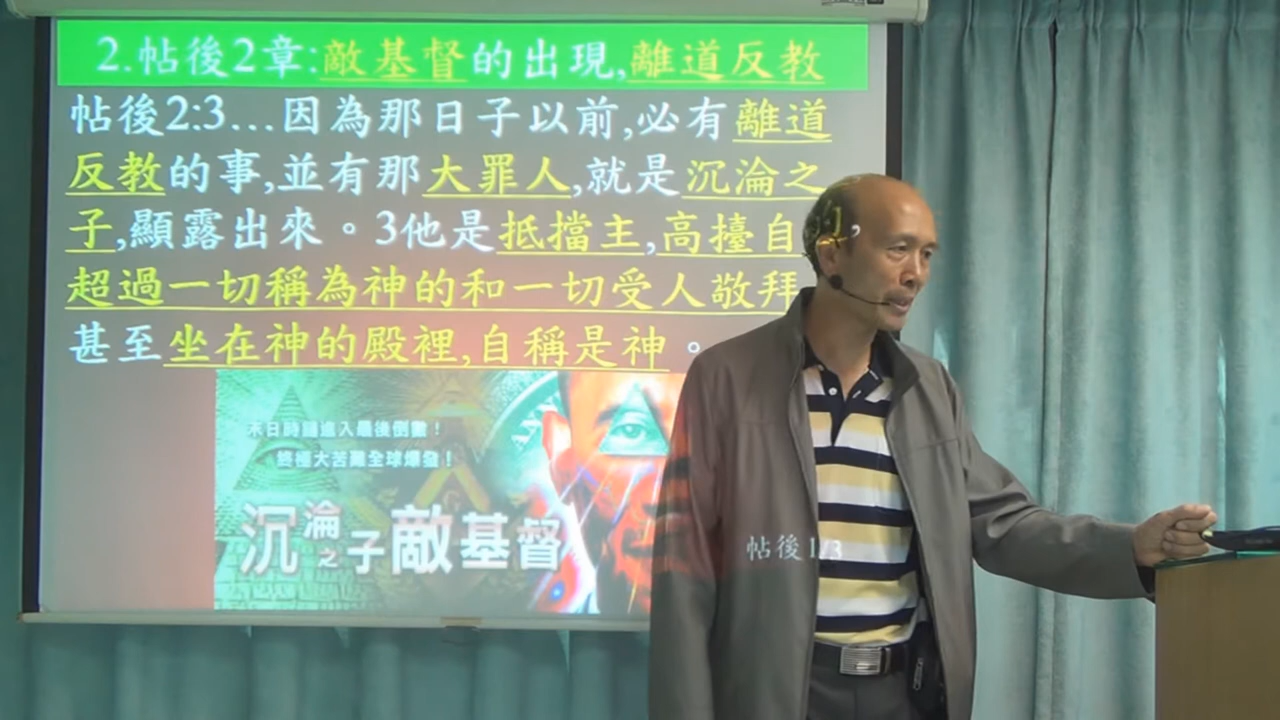 2.帖後2章:敵基督的出現,離道反教
帖後2:3...因為那日子以前,必有離道
反教的事,並有那大罪人,就是沉淪之
子,顯露出來。3他是抵擋主,高擡自
超過一切稱為神的和一切受人敬拜
甚至坐在神的殿裡,自稱是神。
末日時鐘進入最後倒數!
終極大苦難全球爆發!
沉淪之子敵基督
帖後1/3